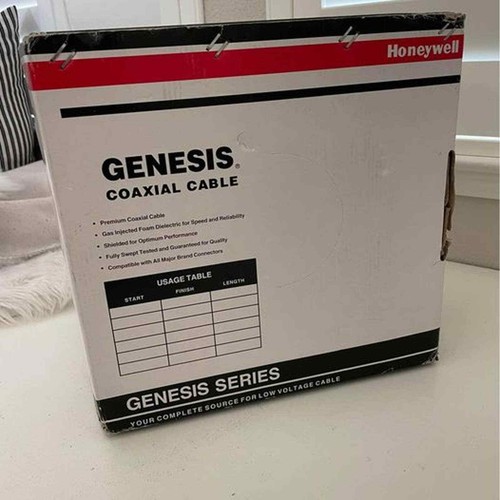 Honeywell
GENESIS®
COAXIAL CABLE
• Premium Coaxial Cable
• Gas Injected Foam Dielectric for Speed and Reliability
• Shielded for Optimum Performance
• Fully Swept Tested and Guaranteed for Quality
• Compatible with All Major Brand Connectors
USAGE TABLE
START FINISH LENGTH
GENESIS SERIES
YOUR COMPLETE SOURCE FOR LOW VOLTAGE CABLE